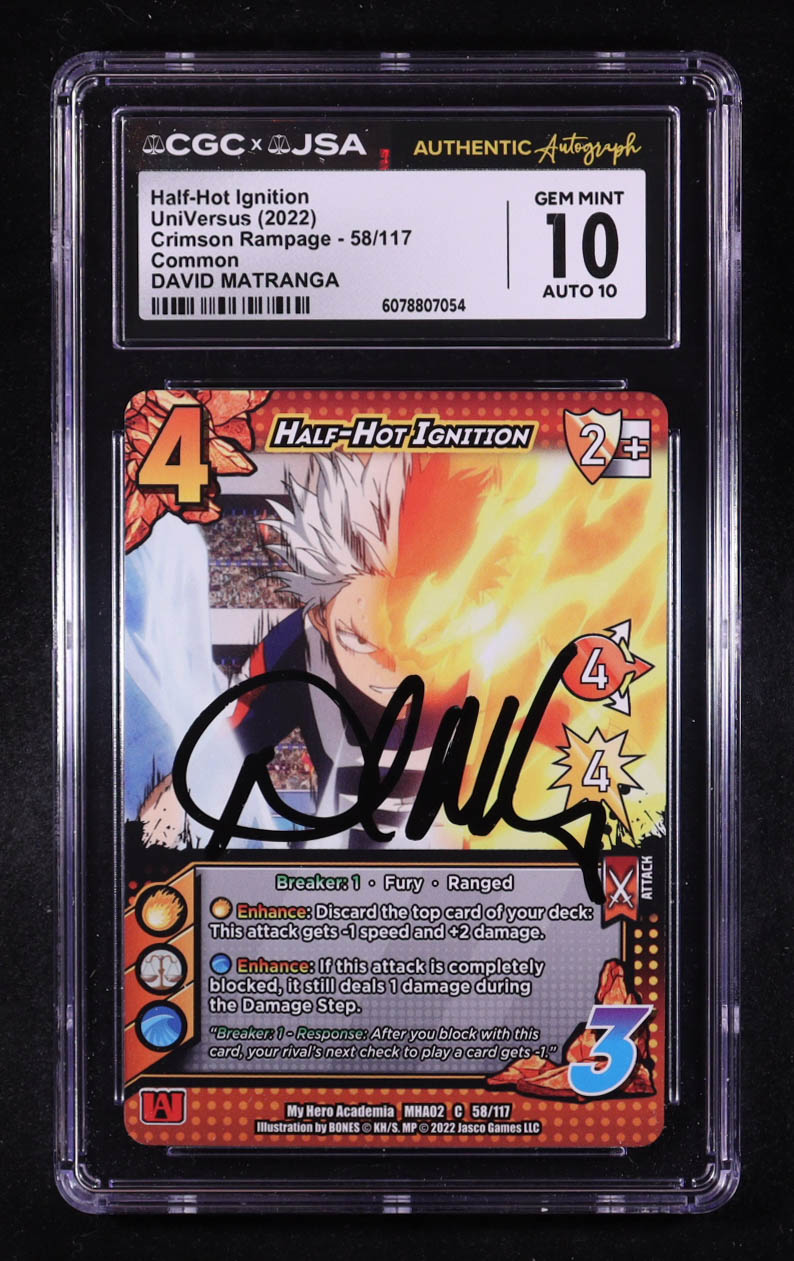 CGC x JSA AUTHENTIC Autograph
Half-Hot Ignition
UniVersus (2022)
Crimson Rampage - 58/117
Common
DAVID MATRANGA
6078807054
GEM MINT
10
AUTO 10
4
HALF-HOT IGNITION
2 +
4
4
ATTACK
Breaker: 1 · Fury · Ranged
Enhance: Discard the top card of your deck:
This attack gets -1 speed and +2 damage.
Enhance: If this attack is completely
blocked, it still deals 1 damage during
the Damage Step.
"Breaker: 1 - Response: After you block with this
card, your rival's next check to play a card gets -1."
3
UA
My Hero Academia MHA02 C 58/117
Illustration by BONES © KH/S. MP © 2022 Jasco Games LLC